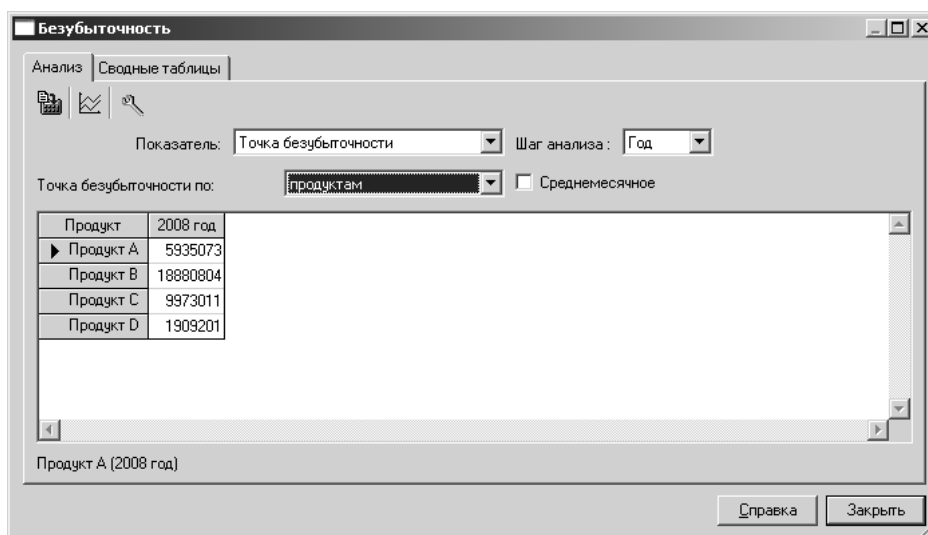 Безубыточность
Анализ Сводные таблицы
Показатель: Точка безубыточности Шаг анализа : Год
Точка безубыточности по: продуктам Среднемесячное
Продукт 2008 год
Продукт А 5935073
Продукт В 18880804
Продукт С 9973011
Продукт D 1909201
Продукт А (2008 год)
Справка Закрыть